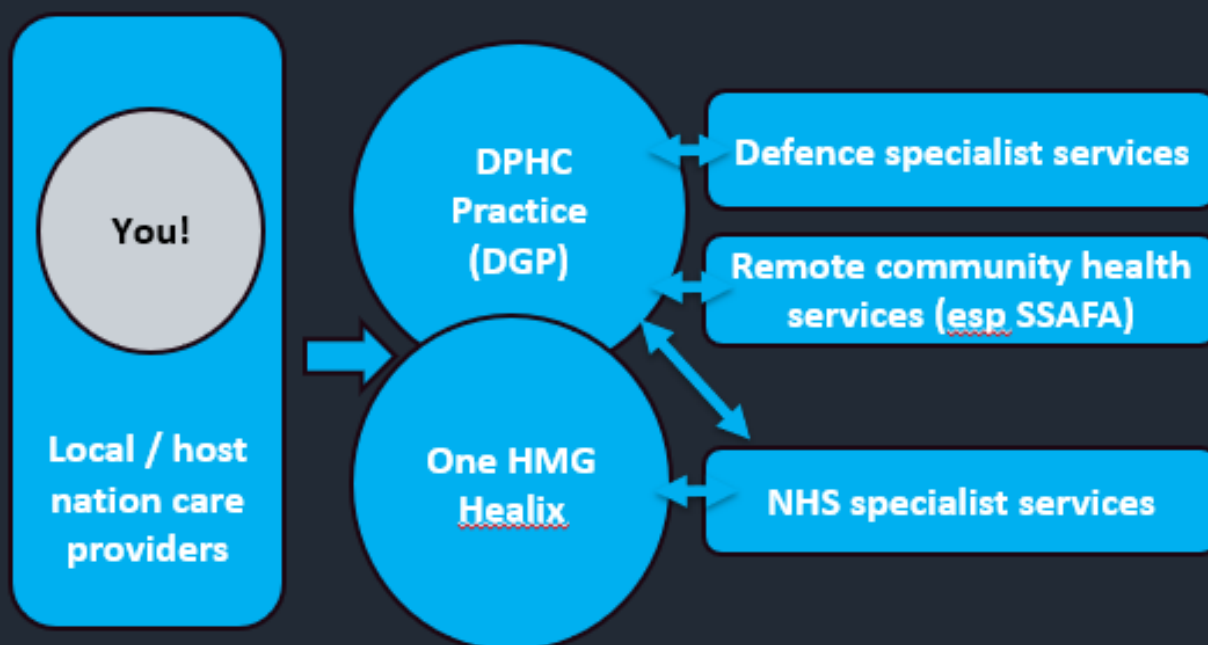 You!
Local / host
nation care
providers
DPHC
Practice
(DGP)
One HMG
Healix
Defence specialist services
Remote community health
services (esp SSAFA)
NHS specialist services